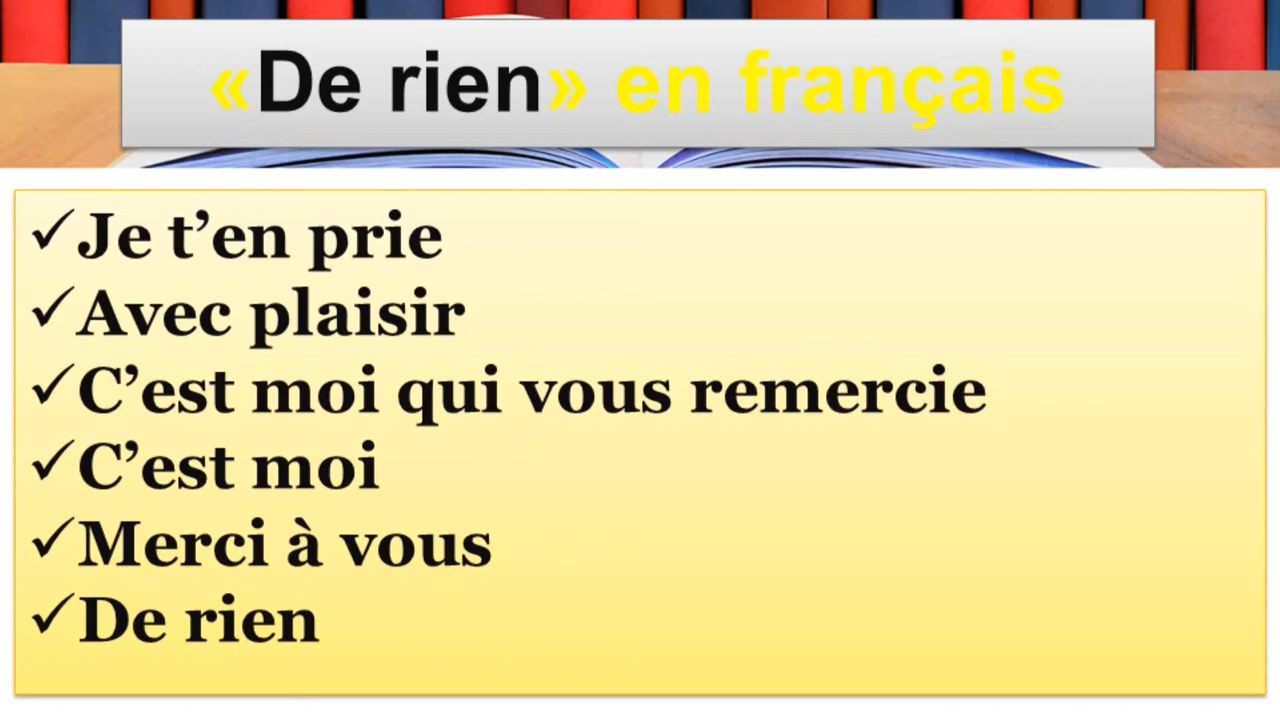 «De rien» en français
✓Je t’en prie
✓Avec plaisir
✓C’est moi qui vous remercie
✓C’est moi
✓Merci à vous
✓De rien